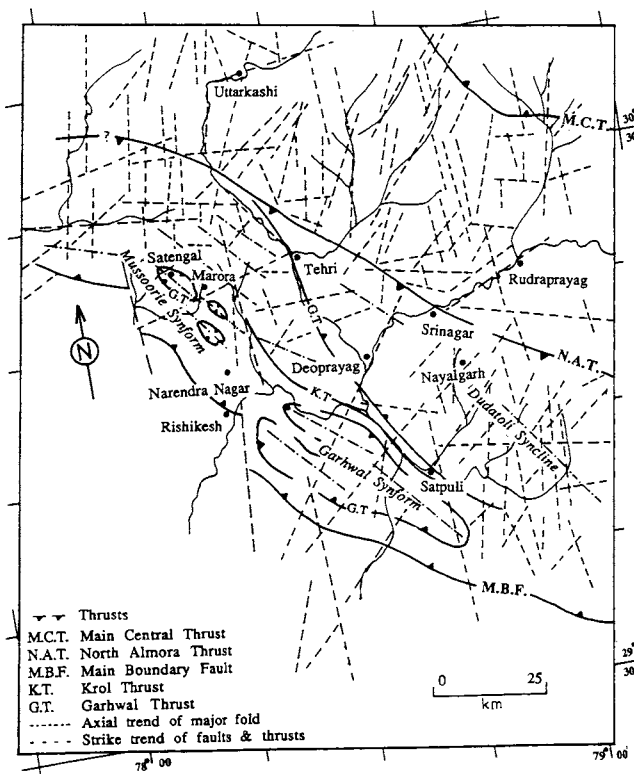 Uttarkashi
30°
30
M.C.T.
?
Satengal
Marora
Tehri
Rudraprayag
G.T
Mussoorie Synform
G.T
Srinagar
N
Deoprayag
Nayalgarh
N.A.T.
Narendra Nagar
K.T
Rishikesh
Dudatoli Syncline
Garhwal Synform
Satpuli
G.T
M.B.F.
Thrusts
M.C.T. Main Central Thrust
N.A.T. North Almora Thrust
M.B.F. Main Boundary Fault
K.T. Krol Thrust
G.T. Garhwal Thrust
Axial trend of major fold
Strike trend of faults & thrusts
0 25
km
29°
30
78° 00
79° 00